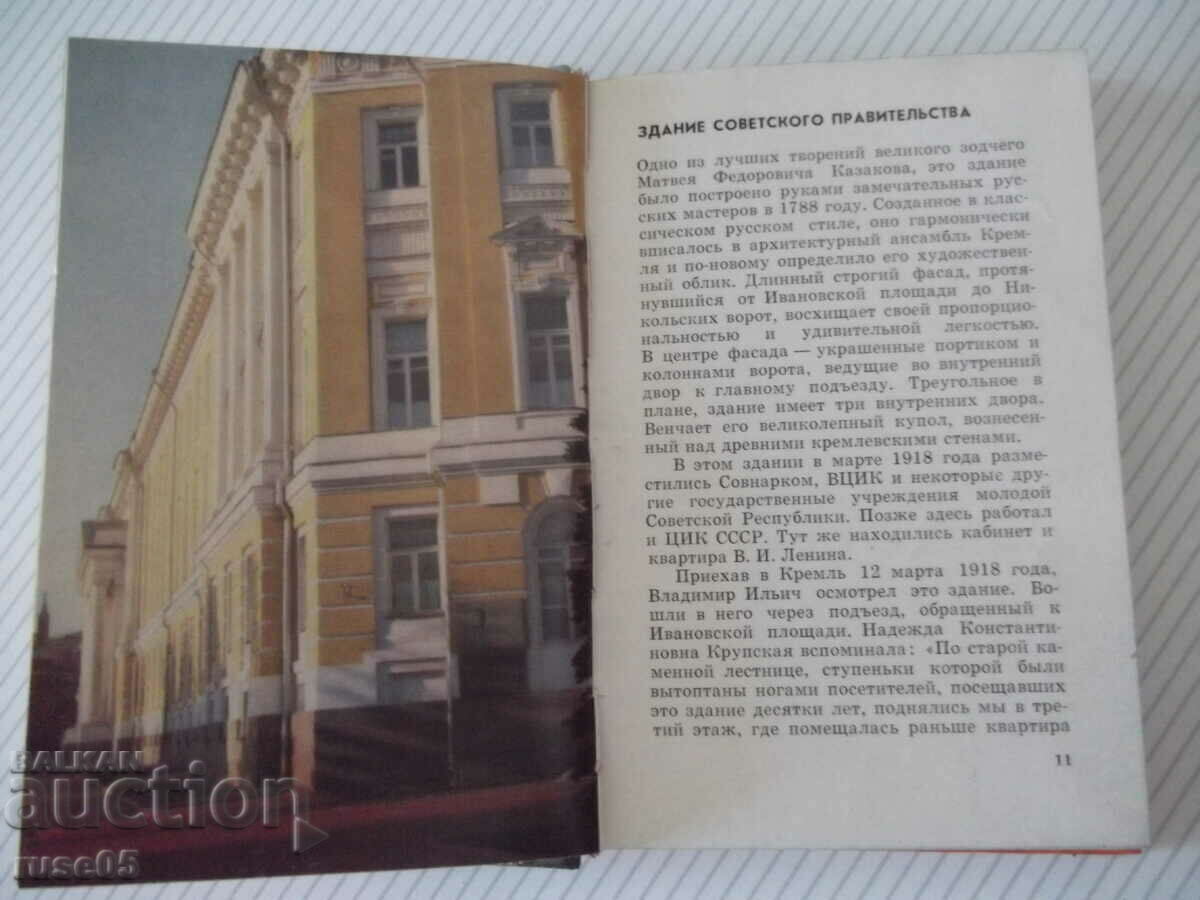 ЗДАНИЕ СОВЕТСКОГО ПРАВИТЕЛЬСТВА
Одно из лучших творений великого зодчего
Матвея Федоровича Казакова, это здание
было построено руками замечательных рус-
ских мастеров в 1788 году. Созданное в клас-
сическом русском стиле, оно гармонически
вписалось в архитектурный ансамбль Крем-
ля и по-новому определило его художествен-
ный облик. Длинный строгий фасад, протя-
нувшийся от Ивановской площади до Ни-
кольских ворот, восхищает своей пропорцио-
нальностью и удивительной легкостью.
В центре фасада — украшенные портиком и
колоннами ворота, ведущие во внутренний
двор к главному подъезду. Треугольное в
плане, здание имеет три внутренних двора.
Венчает его великолепный купол, вознесен-
ный над древними кремлевскими стенами.
В этом здании в марте 1918 года разме-
стились Совнарком, ВЦИК и некоторые дру-
гие государственные учреждения молодой
Советской Республики. Позже здесь работал
и ЦИК СССР. Тут же находились кабинет и
квартира В. И. Ленина.
Приехав в Кремль 12 марта 1918 года,
Владимир Ильич осмотрел это здание. Во-
шли в него через подъезд, обращенный к
Ивановской площади. Надежда Константи-
новна Крупская вспоминала: «По старой ка-
менной лестнице, ступеньки которой были
вытоптаны ногами посетителей, посещавших
это здание десятки лет, поднялись мы в тре-
тий этаж, где помещалась раньше квартира
11
BALKAN
auction
ruse05